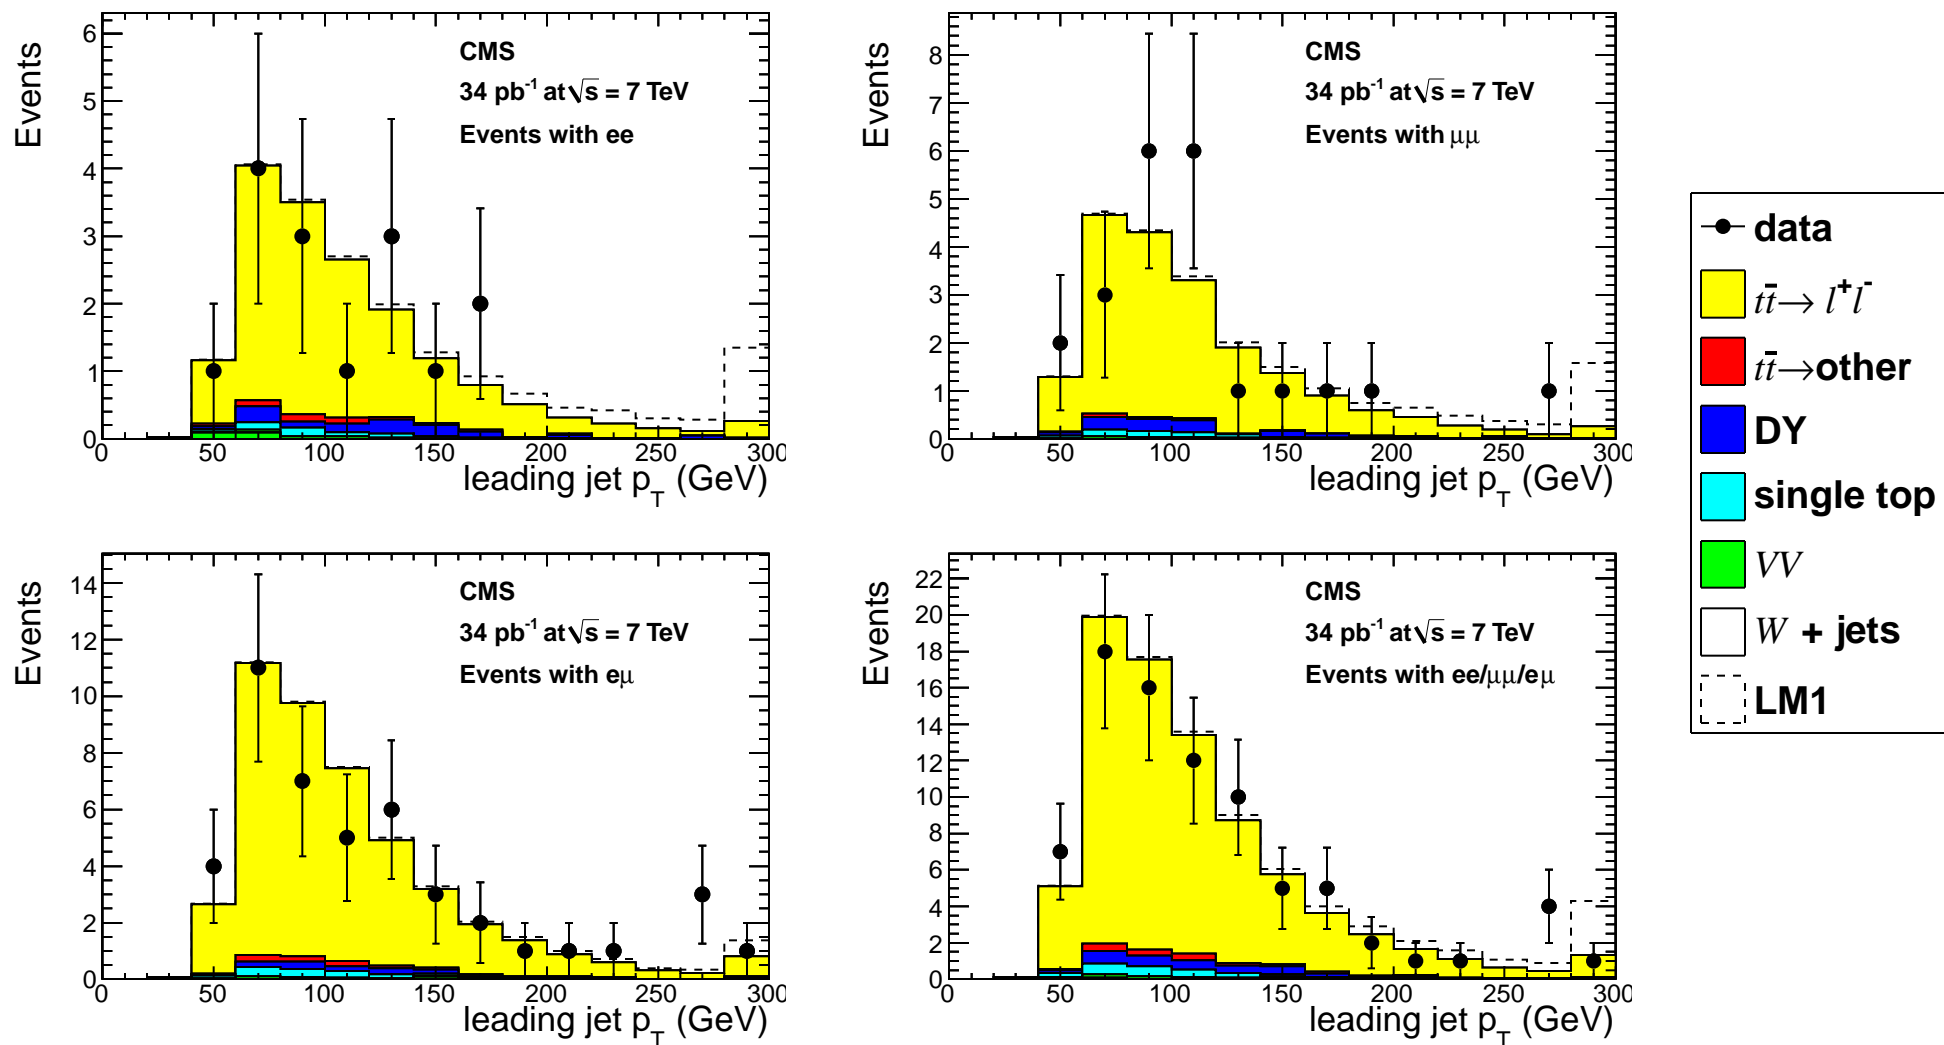 Events
6
5
4
3
2
1
0
CMS
34 pb-1 at √s = 7 TeV
Events with ee
0 50 100 150 200 250 300
leading jet pT (GeV)
Events
8
7
6
5
4
3
2
1
0
CMS
34 pb-1 at √s = 7 TeV
Events with μμ
0 50 100 150 200 250 300
leading jet pT (GeV)
Events
14
12
10
8
6
4
2
0
CMS
34 pb-1 at √s = 7 TeV
Events with eμ
0 50 100 150 200 250 300
leading jet pT (GeV)
Events
22
20
18
16
14
12
10
8
6
4
2
0
CMS
34 pb-1 at √s = 7 TeV
Events with ee/μμ/eμ
0 50 100 150 200 250 300
leading jet pT (GeV)
data
tt̄→ l+l-
tt̄→other
DY
single top
VV
W + jets
LM1